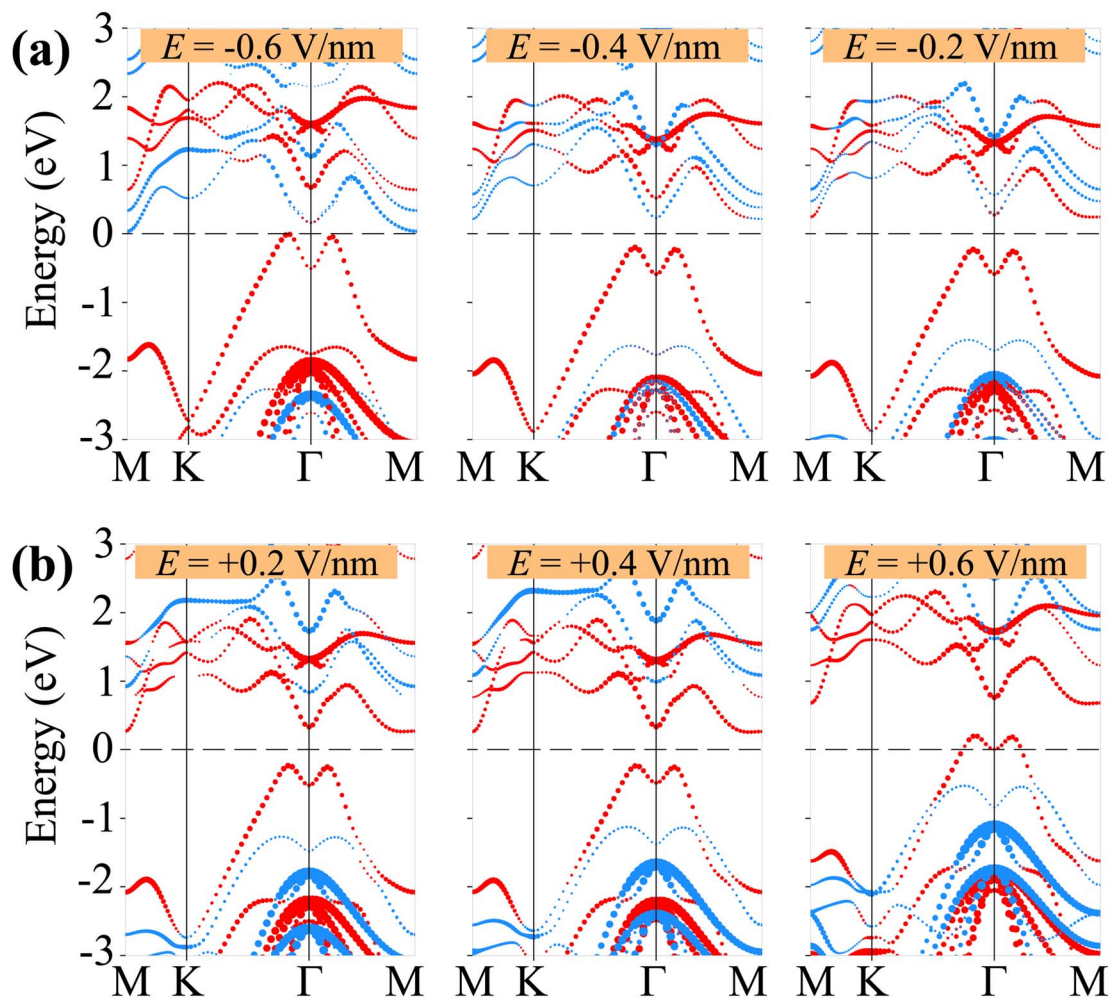 (a)
E = -0.6 V/nm
E = -0.4 V/nm
E = -0.2 V/nm
Energy (eV)
3
2
1
0
-1
-2
-3
M K Γ M
M K Γ M
M K Γ M
(b)
E = +0.2 V/nm
E = +0.4 V/nm
E = +0.6 V/nm
Energy (eV)
3
2
1
0
-1
-2
-3
M K Γ M
M K Γ M
M K Γ M